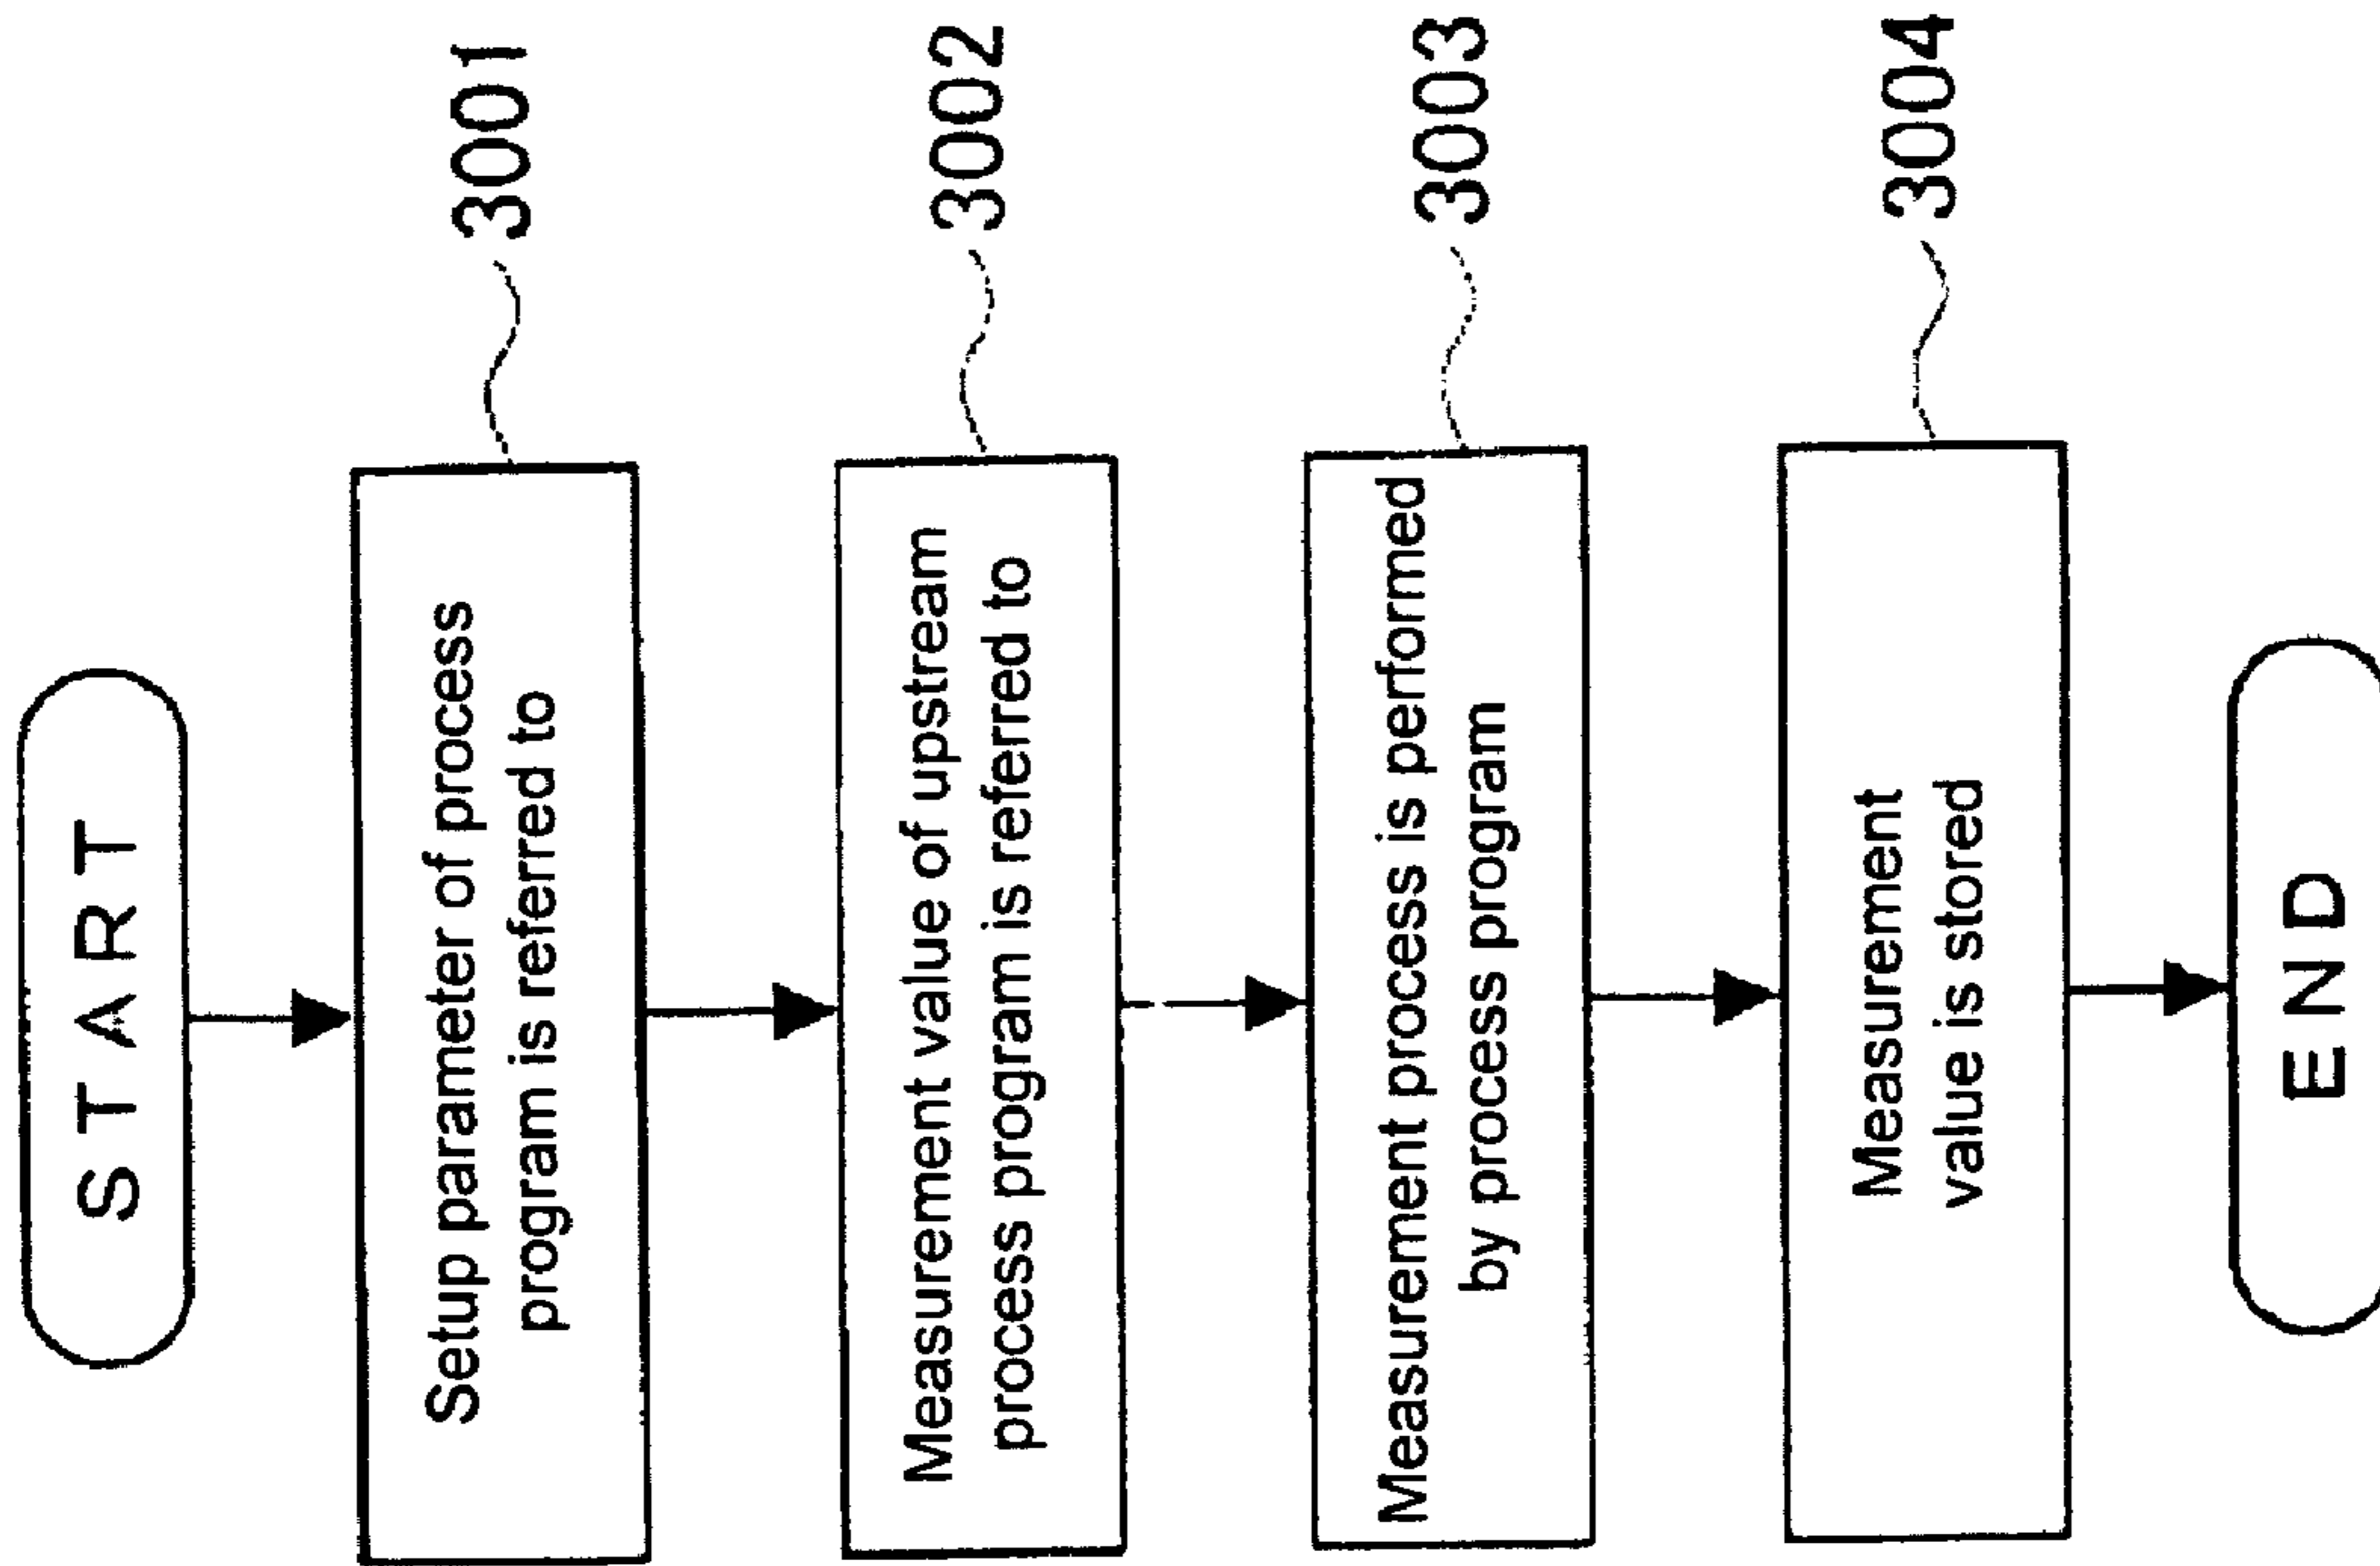 START
Setup parameter of process
program is referred to
3001
Measurement value of upstream
process program is referred to
3002
Measurement process is performed
by process program
3003
Measurement
value is stored
3004
END